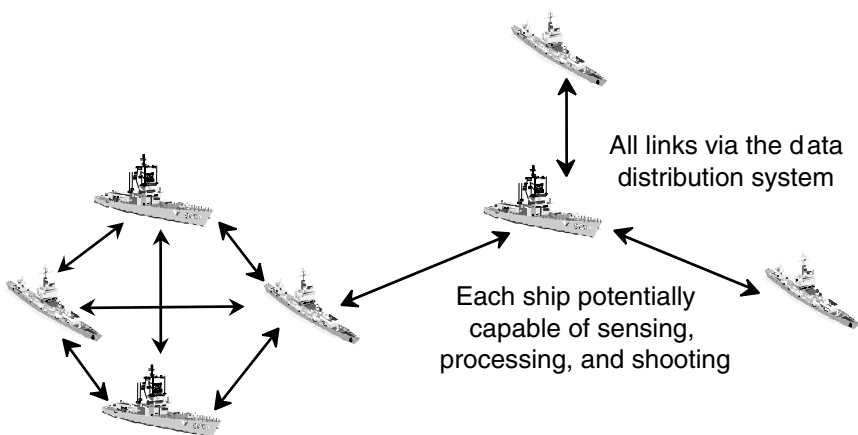 All links via the data
distribution system
Each ship potentially
capable of sensing,
processing, and shooting